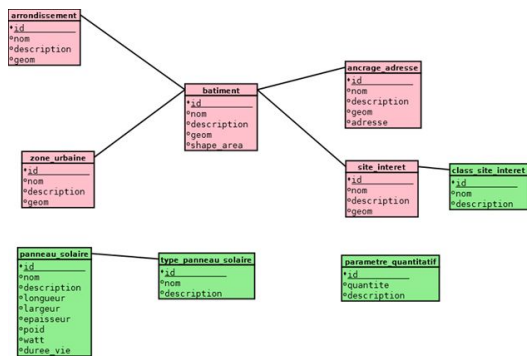 arrondissement
id
nom
description
geom
batiment
id
nom
description
geom
shape_area
ancrage_adresse
id
nom
description
geom
adresse
zone_urbaine
id
nom
description
geom
site_interet
id
nom
description
geom
class_site_interet
id
nom
description
panneau_solaire
id
nom
description
longueur
largeur
epaisseur
poid
watt
duree_vie
type_panneau_solaire
id
nom
description
parametre_quantitatif
id
quantite
description